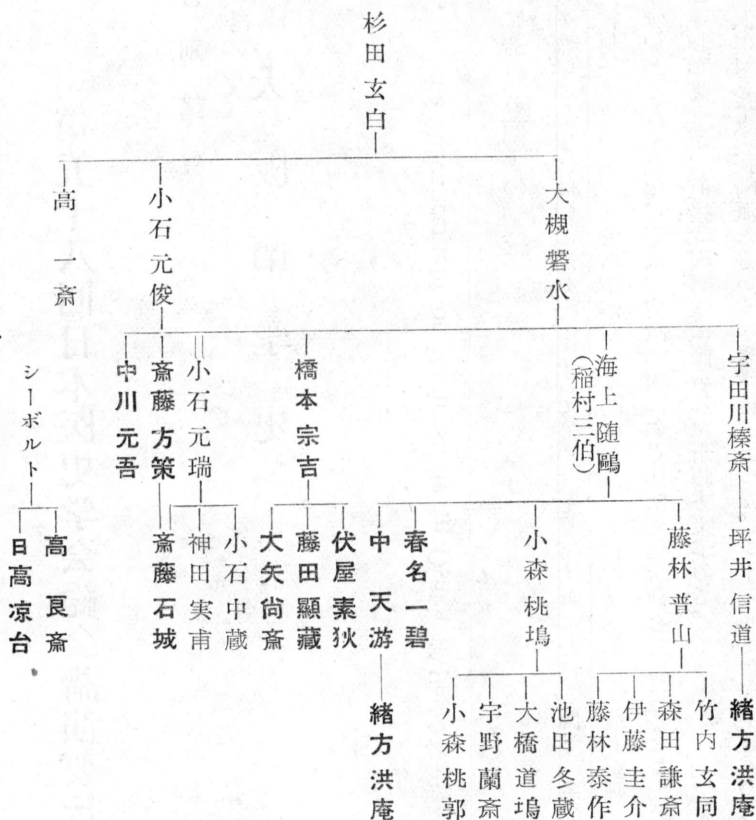 杉田玄白
大槻磐水
小石元俊
高一斎
宇田川榛斎
海上随鷗
(稲村三伯)
橋本宗吉
小石元瑞
斎藤方策
中川元吾
シーボルト
坪井信道
藤林普山
小森桃塢
春名一碧
中天游
伏屋素狄
藤田顕藏
大矢尚斎
小石中蔵
神田実甫
斎藤石城
高良斎
日高凉台
緒方洪庵
竹内玄同
森田謙斎
伊藤圭介
藤林泰作
池田冬蔵
大橋道塢
宇野蘭斎
小森桃郭
緒方洪庵